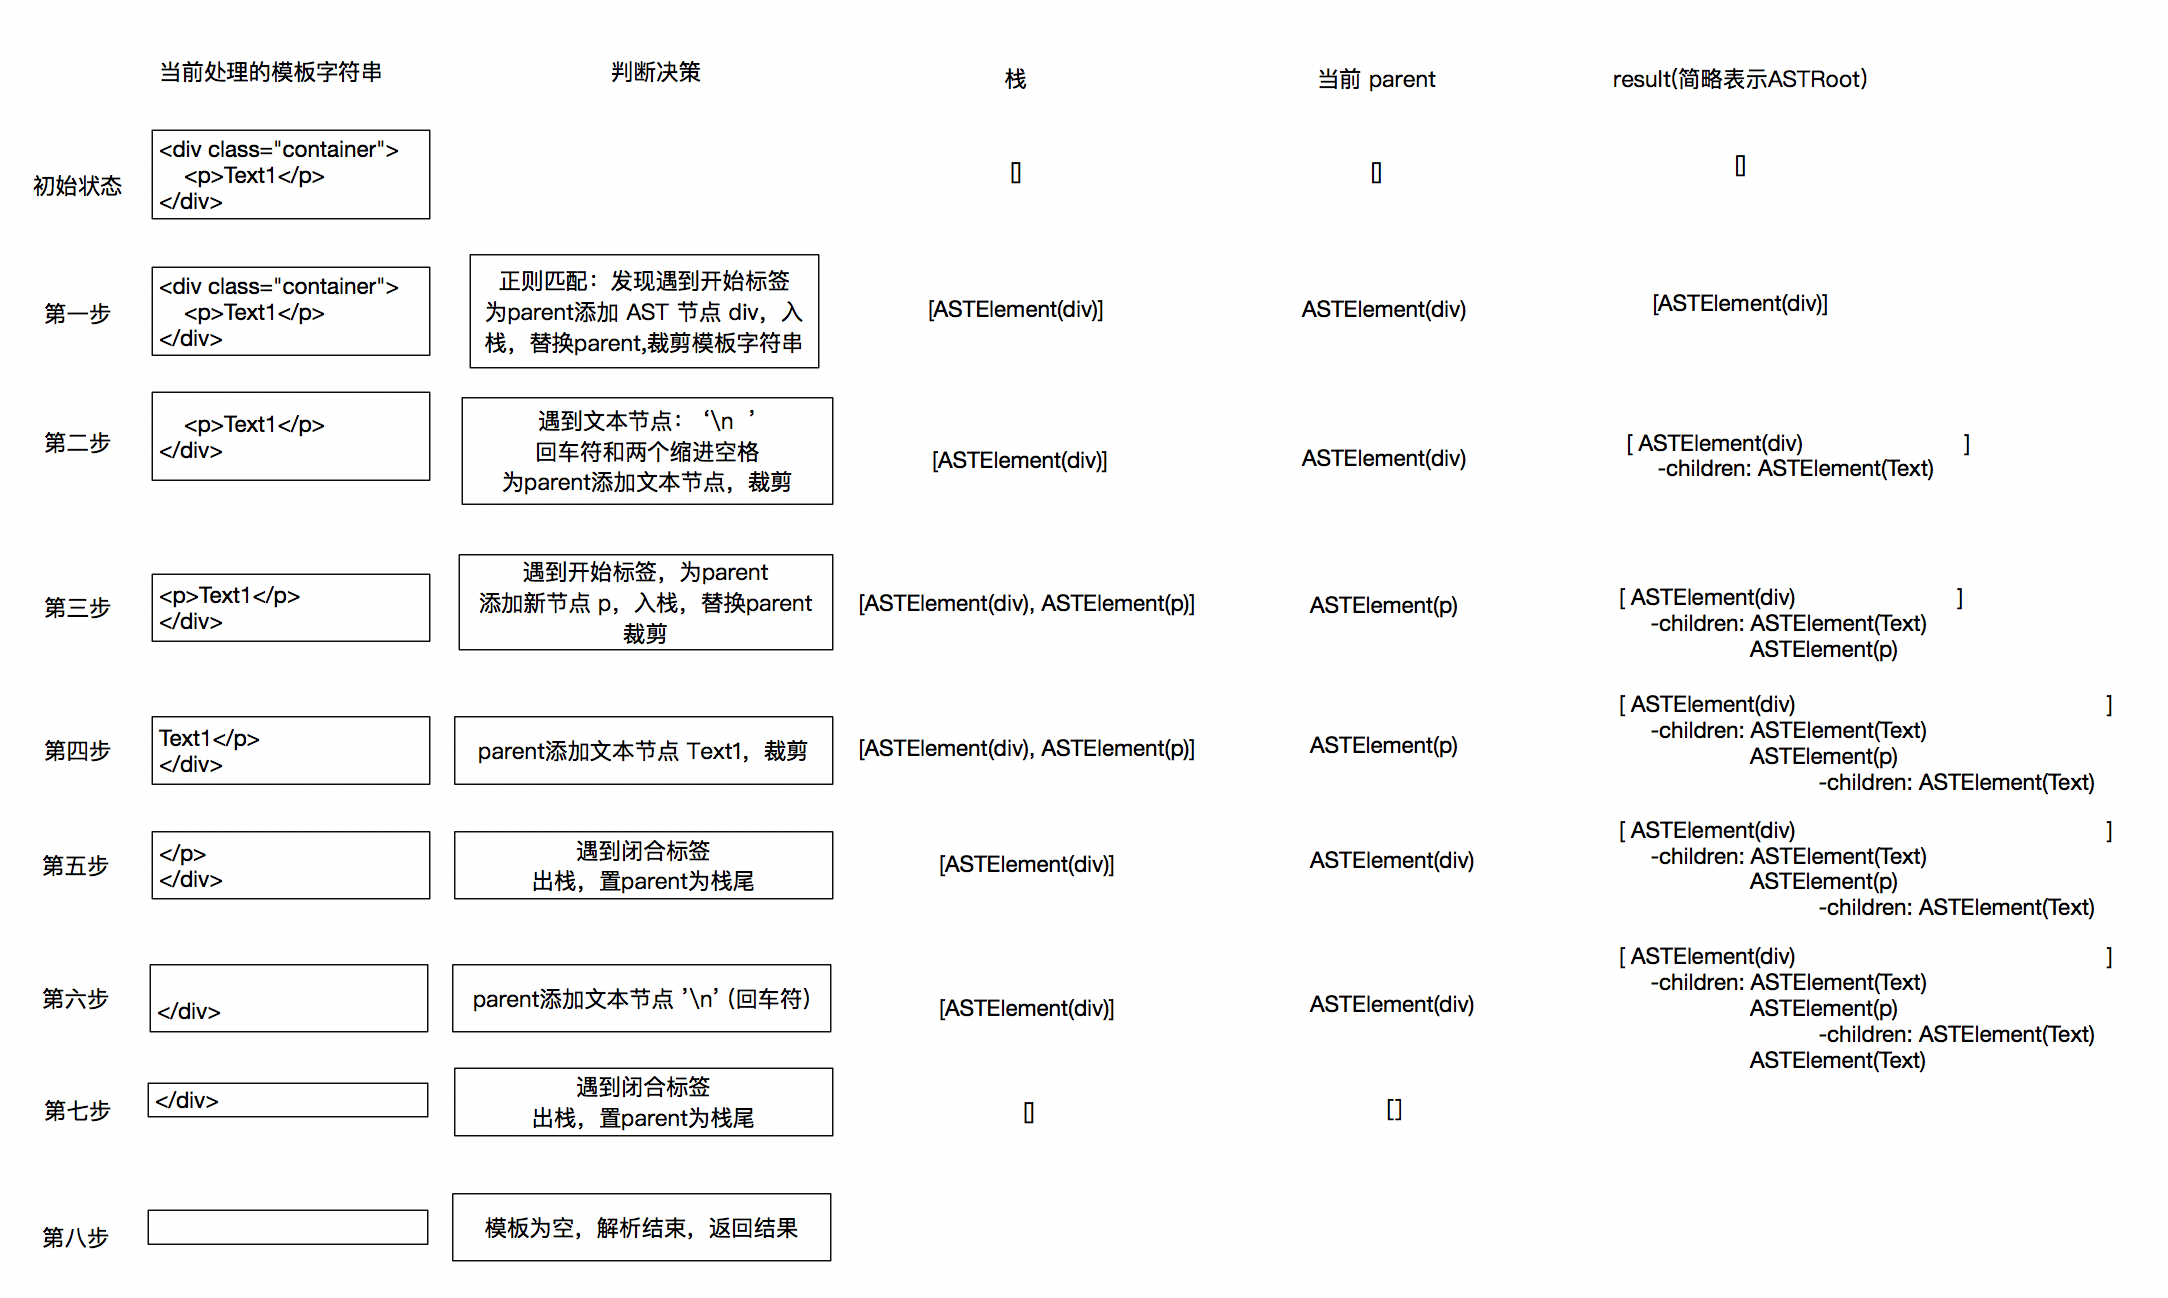 当前处理的模板字符串
判断决策
栈
当前 parent
result(简略表示ASTRoot)
初始状态
<div class="container">
<p>Text1</p>
</div>
[]
[]
[]
第一步
<div class="container">
<p>Text1</p>
</div>
正则匹配：发现遇到开始标签
为parent添加 AST 节点 div，入
栈，替换parent,裁剪模板字符串
[ASTElement(div)]
ASTElement(div)
[ASTElement(div)]
第二步
<p>Text1</p>
</div>
遇到文本节点：‘\n  ’
回车符和两个缩进空格
为parent添加文本节点，裁剪
[ASTElement(div)]
ASTElement(div)
[ ASTElement(div) ]
-children: ASTElement(Text)
第三步
<p>Text1</p>
</div>
遇到开始标签，为parent
添加新节点 p，入栈，替换parent
裁剪
[ASTElement(div), ASTElement(p)]
ASTElement(p)
[ ASTElement(div) ]
-children: ASTElement(Text)
ASTElement(p)
第四步
Text1</p>
</div>
parent添加文本节点 Text1，裁剪
[ASTElement(div), ASTElement(p)]
ASTElement(p)
[ ASTElement(div) ]
-children: ASTElement(Text)
ASTElement(p)
-children: ASTElement(Text)
第五步
</p>
</div>
遇到闭合标签
出栈，置parent为栈尾
[ASTElement(div)]
ASTElement(div)
[ ASTElement(div) ]
-children: ASTElement(Text)
ASTElement(p)
-children: ASTElement(Text)
第六步
</div>
parent添加文本节点 ’\n’ (回车符)
[ASTElement(div)]
ASTElement(div)
[ ASTElement(div) ]
-children: ASTElement(Text)
ASTElement(p)
-children: ASTElement(Text)
ASTElement(Text)
第七步
</div>
遇到闭合标签
出栈，置parent为栈尾
[]
[]
第八步
模板为空，解析结束，返回结果